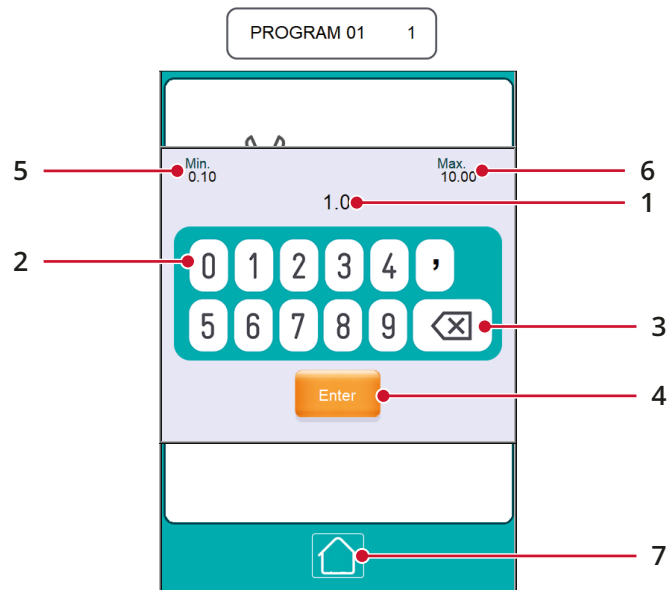 PROGRAM 01 1
5 Min. Max. 6
0.10 10.00
1.0 1
2 0 1 2 3 4 ,
5 6 7 8 9 3
Enter 4
7